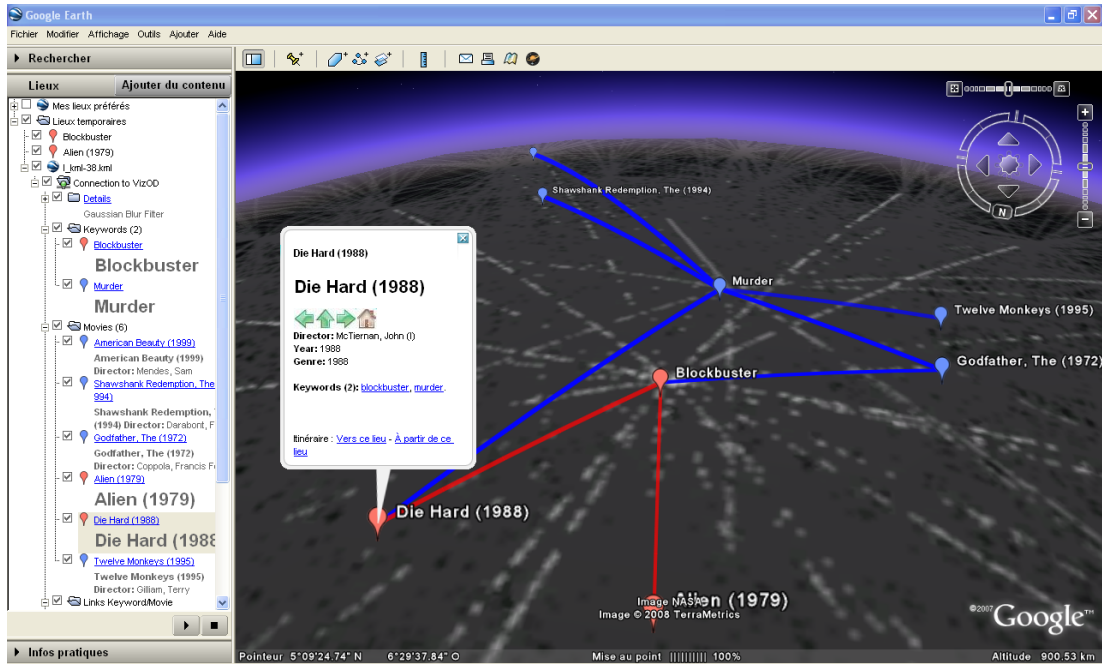 Google Earth
Fichier Modifier Affichage Outils Ajouter Aide
Rechercher
Lieux
Ajouter du contenu
Mes lieux préférés
Lieux temporaires
Blockbuster
Alien (1979)
l_kml-38.kml
Connection to VizOD
Details
Gaussian Blur Filter
Keywords (2)
Blockbuster
Blockbuster
Murder
Murder
Movies (6)
American Beauty (1999)
American Beauty (1999)
Director: Mendes, Sam
Shawshank Redemption, The
994)
Shawshank Redemption,
(1994) Director: Darabont, F
Godfather, The (1972)
Godfather, The (1972)
Director: Coppola, Francis F
Alien (1979)
Alien (1979)
Die Hard (1988)
Die Hard (1988
Twelve Monkeys (1995)
Twelve Monkeys (1995)
Director: Gilliam, Terry
Links Keyword/Movie
Infos pratiques
N
Shawshank Redemption, The (1994)
Murder
Twelve Monkeys (1995)
Godfather, The (1972)
Blockbuster
Die Hard (1988)
Die Hard (1988)
Director: McTiernan, John (I)
Year: 1988
Genre: 1988
Keywords (2): blockbuster, murder.
Itinéraire : Vers ce lieu - À partir de ce
lieu
Die Hard (1988)
Alien (1979)
Image NASA
Image © 2008 TerraMetrics
©2007 Google™
Pointeur 5°09'24.74" N 6°29'37.84" O
Mise au point |||||||||| 100%
Altitude 900.53 km